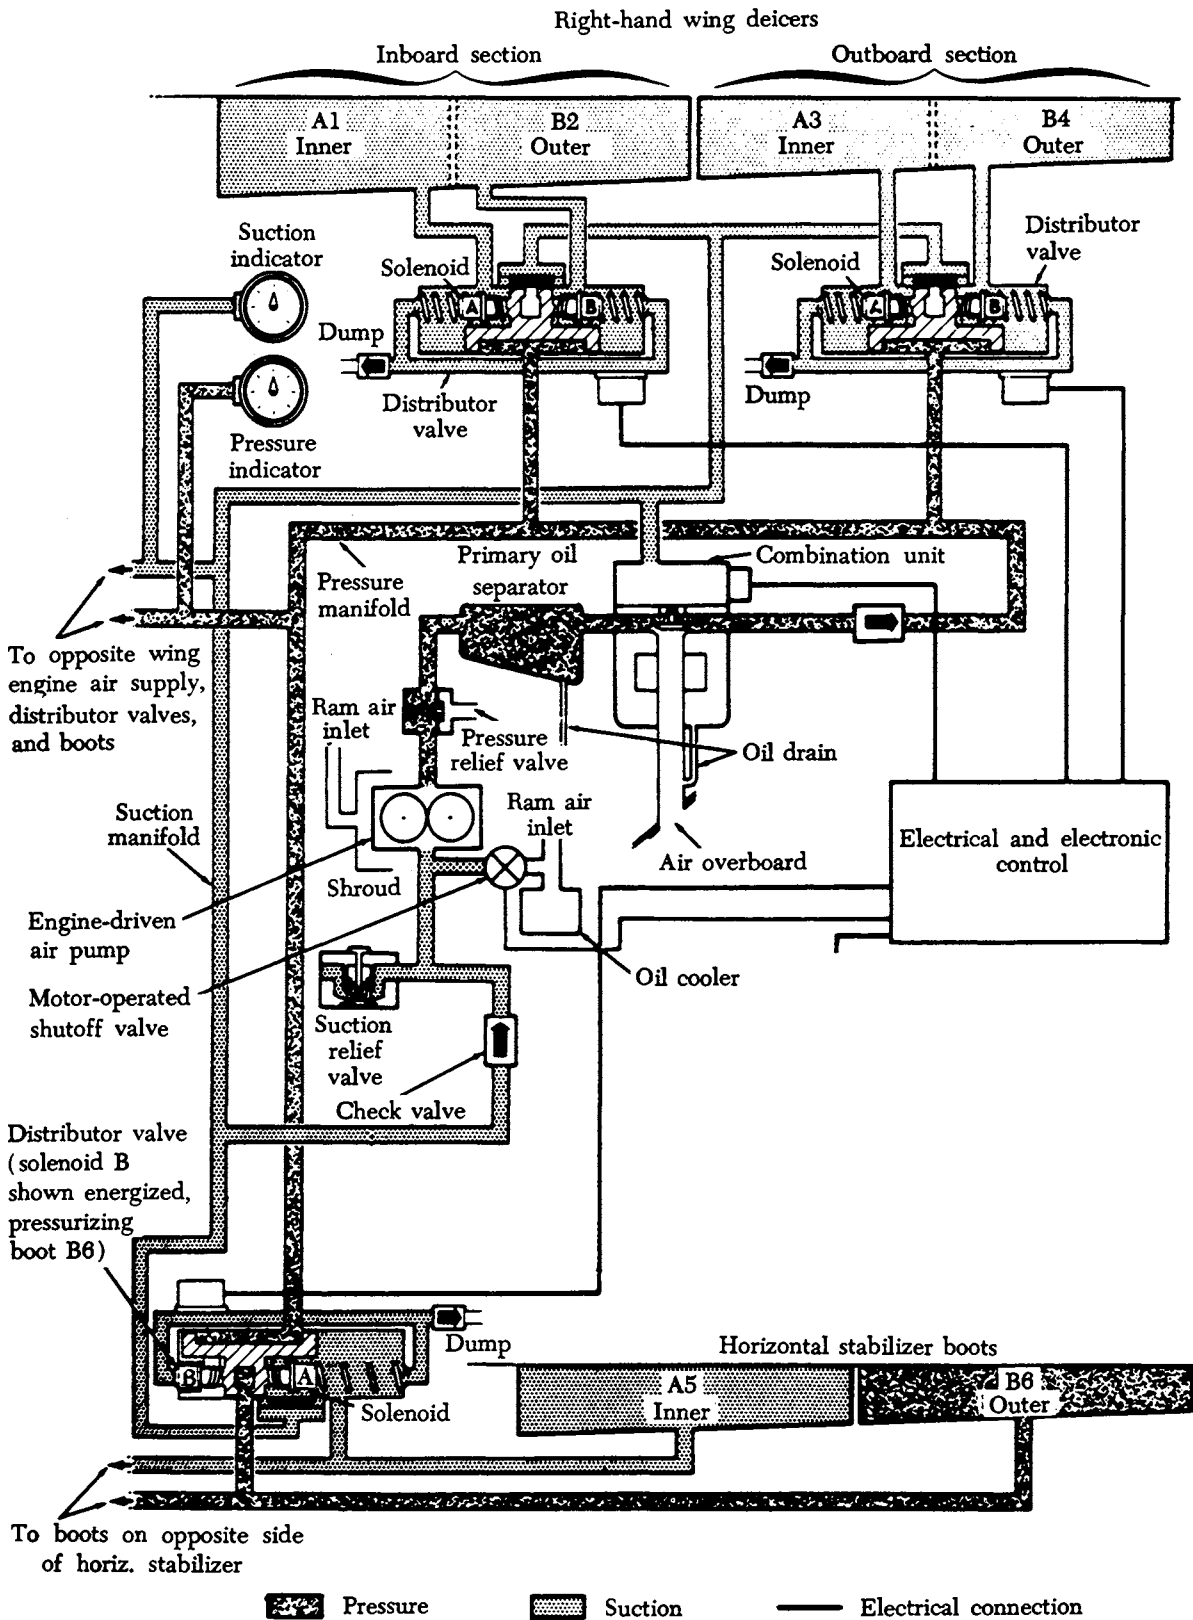 Right-hand wing deicers
Inboard section
Outboard section
A1
Inner
B2
Outer
A3
Inner
B4
Outer
Suction
indicator
Solenoid
A
B
Dump
Distributor
valve
Solenoid
A
B
Distributor
valve
Dump
Pressure
indicator
Pressure
manifold
Primary oil
separator
Combination unit
To opposite wing
engine air supply,
distributor valves,
and boots
Ram air
inlet
Pressure
relief valve
Oil drain
Suction
manifold
Ram air
inlet
Air overboard
Electrical and electronic
control
Shroud
Engine-driven
air pump
Oil cooler
Motor-operated
shutoff valve
Suction
relief
valve
Check valve
Distributor valve
(solenoid B
shown energized,
pressurizing
boot B6)
Dump
B
A
Solenoid
Horizontal stabilizer boots
A5
Inner
B6
Outer
To boots on opposite side
of horiz. stabilizer
Pressure
Suction
Electrical connection